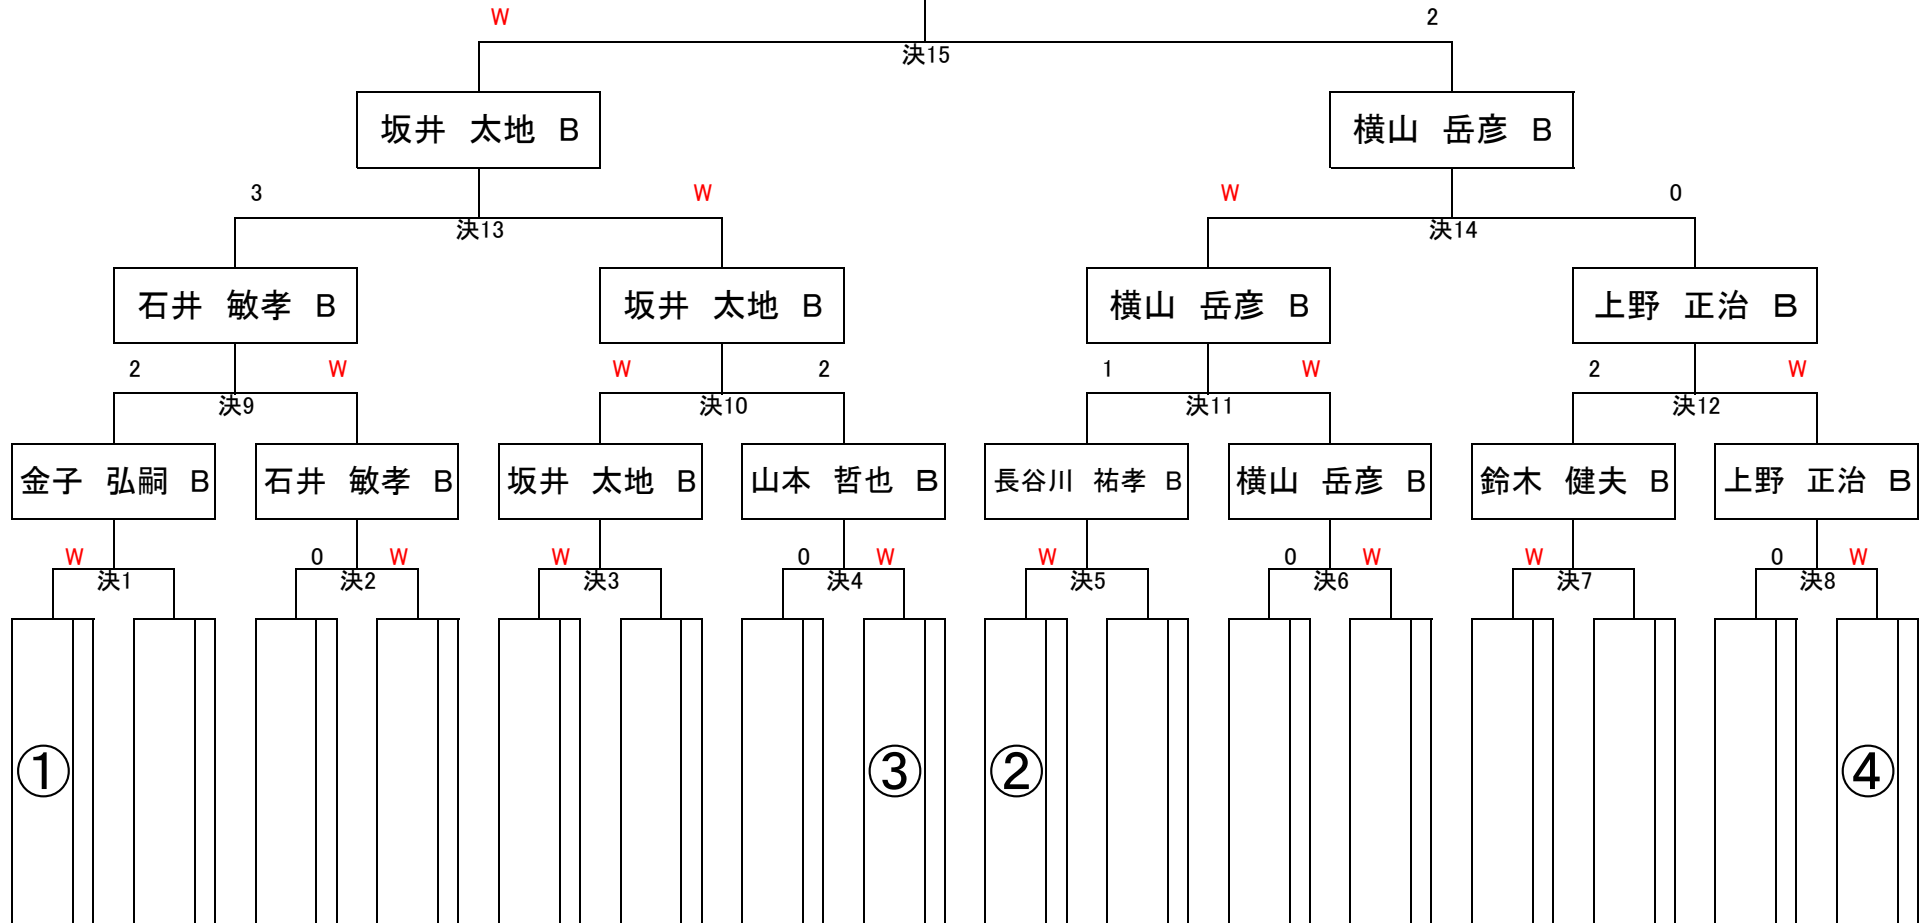 W 2
決15
坂井 太地 B 横山 岳彦 B
3 W W 0
決13 決14
石井 敏孝 B 坂井 太地 B 横山 岳彦 B 上野 正治 B
2 W W 2 1 W 2 W
決9 決10 決11 決12
金子 弘嗣 B 石井 敏孝 B 坂井 太地 B 山本 哲也 B 長谷川 祐孝 B 横山 岳彦 B 鈴木 健夫 B 上野 正治 B
W 0 W W 0 W W 0 W W 0 W
決1 決2 決3 決4 決5 決6 決7 決8
① ③ ② ④